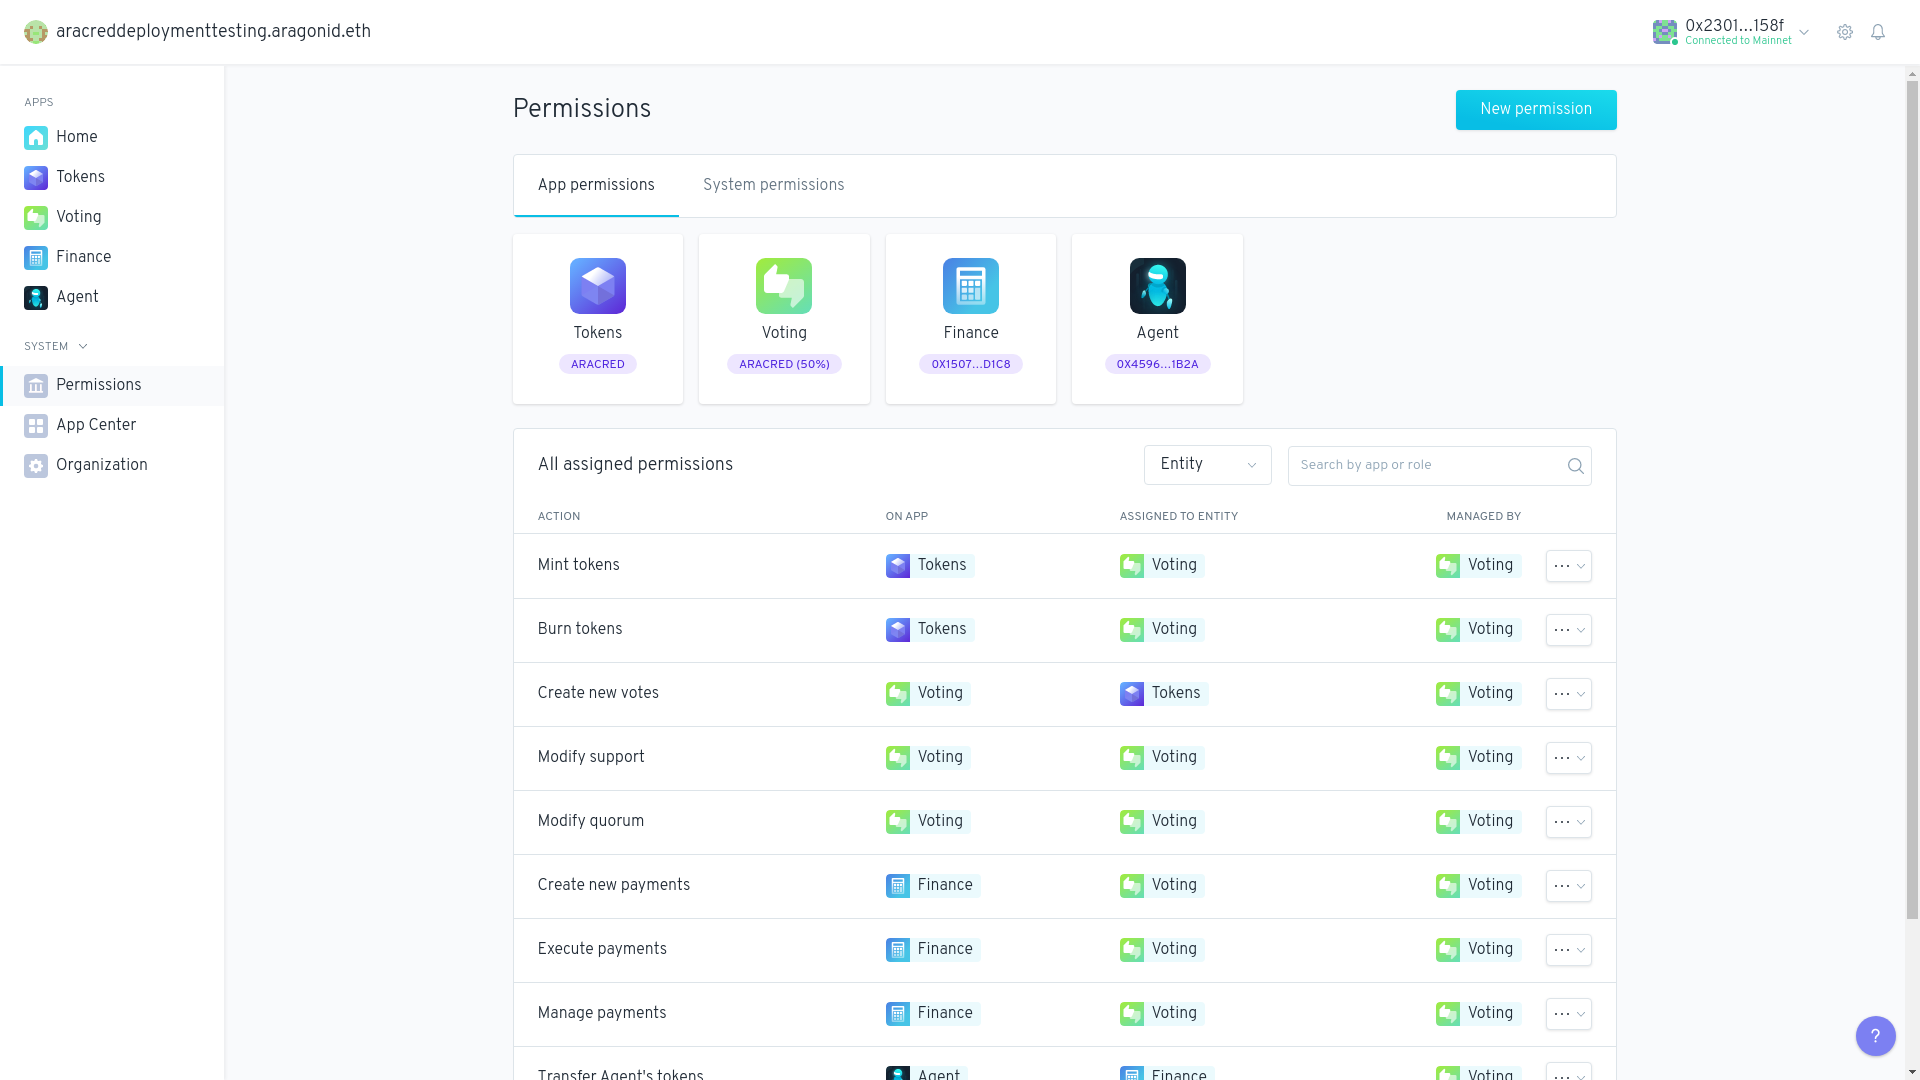 aracreddeploymenttesting.aragonid.eth
0x2301...158f
Connected to Mainnet
APPS
Home
Tokens
Voting
Finance
Agent
SYSTEM
Permissions
App Center
Organization
Permissions
New permission
App permissions
System permissions
Tokens
ARACRED
Voting
ARACRED (50%)
Finance
0X1507...D1C8
Agent
0X4596...1B2A
All assigned permissions
Entity
Search by app or role
ACTION ON APP ASSIGNED TO ENTITY MANAGED BY
Mint tokens Tokens Voting Voting
Burn tokens Tokens Voting Voting
Create new votes Voting Tokens Voting
Modify support Voting Voting Voting
Modify quorum Voting Voting Voting
Create new payments Finance Voting Voting
Execute payments Finance Voting Voting
Manage payments Finance Voting Voting
Transfer Agent's tokens Agent Finance Voting
?